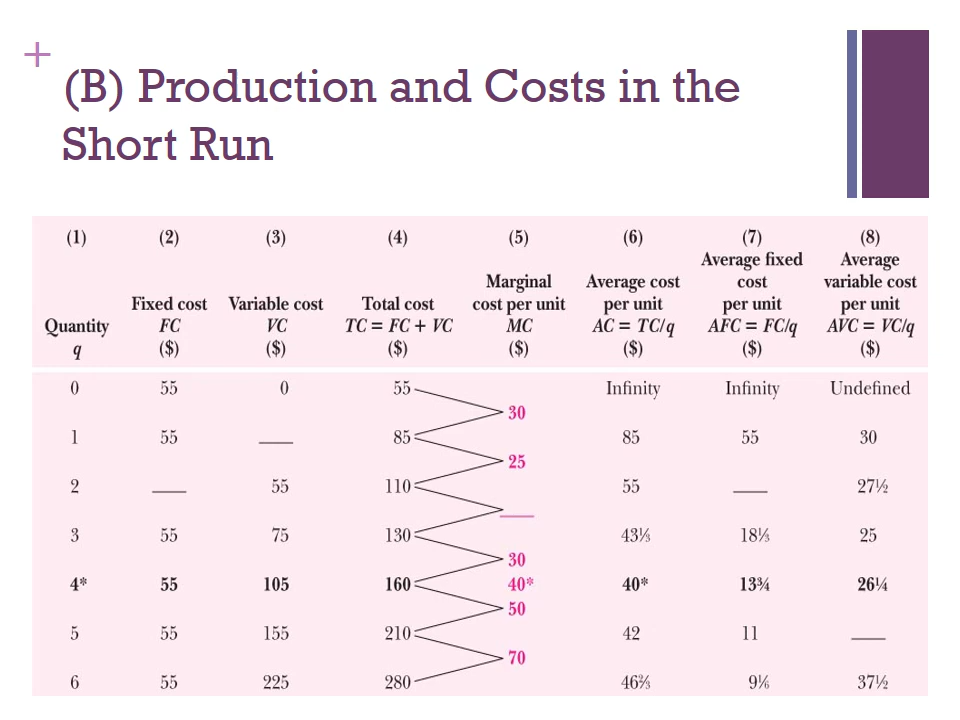 +
(B) Production and Costs in the
Short Run
(1) (2) (3) (4) (5) (6) (7) (8)
Average fixed Average
Marginal Average cost cost variable cost
Fixed cost Variable cost Total cost cost per unit per unit per unit per unit
Quantity FC VC TC = FC + VC MC AC = TC/q AFC = FC/q AVC = VC/q
q ($) ($) ($) ($) ($) ($) ($)
0 55 0 55 Infinity Infinity Undefined
30
1 55 ___ 85 85 55 30
25
2 ___ 55 110 55 ___ 27½
___
3 55 75 130 43⅓ 18⅓ 25
30
4* 55 105 160 40* 40* 13¾ 26¼
50
5 55 155 210 42 11 ___
70
6 55 225 280 46⅔ 9⅙ 37½